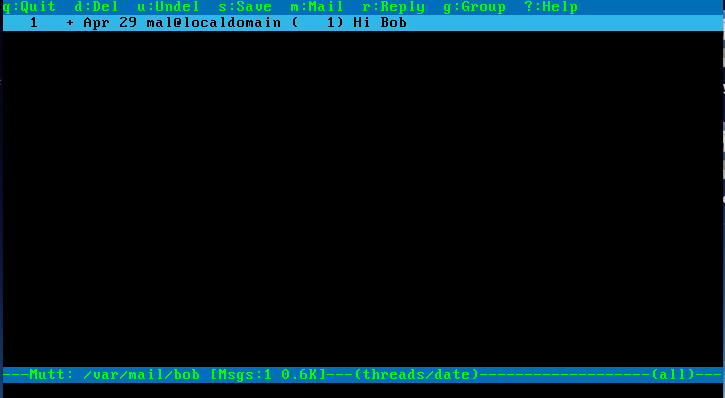 q:Quit  d:Del  u:Undel  s:Save  m:Mail  r:Reply  g:Group  ?:Help
1   + Apr 29 mal@localdomain (   1) Hi Bob
---Mutt: /var/mail/bob [Msgs:1 0.6K]---(threads/date)-------------------(all)---